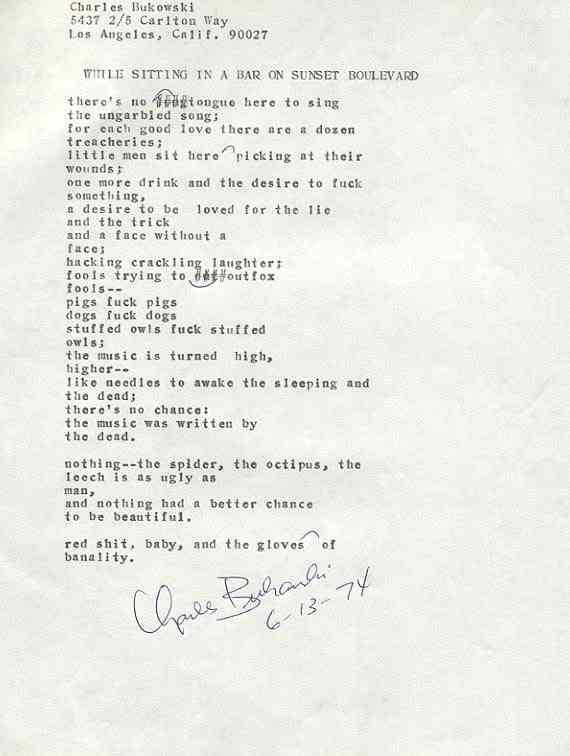 Charles Bukowski
5437 2/5 Carlton Way
Los Angeles, Calif. 90027
WHILE SITTING IN A BAR ON SUNSET BOULEVARD
there's no tongue here to sing
the ungarbled song;
for each good love there are a dozen
treacheries;
little men sit here picking at their
wounds;
one more drink and the desire to fuck
something,
a desire to be loved for the lie
and the trick
and a face without a
face;
hacking crackling laughter;
fools trying to outfox
fools--
pigs fuck pigs
dogs fuck dogs
stuffed owls fuck stuffed
owls;
the music is turned high,
higher--
like needles to awake the sleeping and
the dead;
there's no chance:
the music was written by
the dead.
nothing--the spider, the octipus, the
leech is as ugly as
man,
and nothing had a better chance
to be beautiful.
red shit, baby, and the gloves of
banality.
Charles Bukowski
6-13-74